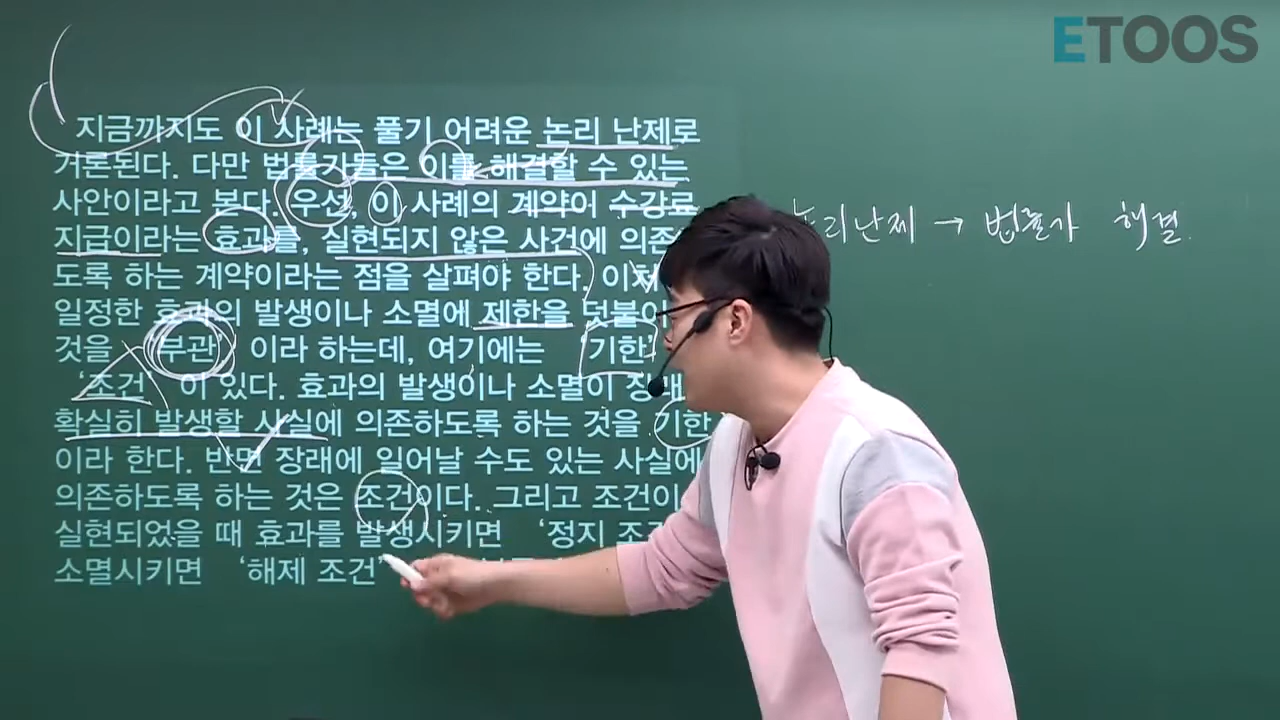 ETOOS
지금까지도 이 사례는 풀기 어려운 논리 난제로
거론된다. 다만 법률가들은 이를 해결할 수 있는
사안이라고 본다. 우선, 이 사례의 계약이 수강료
지급이라는 효과를, 실현되지 않은 사건에 의존
도록 하는 계약이라는 점을 살펴야 한다. 이처
일정한 효과의 발생이나 소멸에 제한을 덧붙이
것을 ‘부관’ 이라 하는데, 여기에는 ‘기한’
‘조건’ 이 있다. 효과의 발생이나 소멸이 장래
확실히 발생할 사실에 의존하도록 하는 것을 기한
이라 한다. 반면 장래에 일어날 수도 있는 사실에
의존하도록 하는 것은 조건이다. 그리고 조건이
실현되었을 때 효과를 발생시키면 ‘정지 조
소멸시키면 ‘해제 조건’
논리난제 → 법률가 해결.